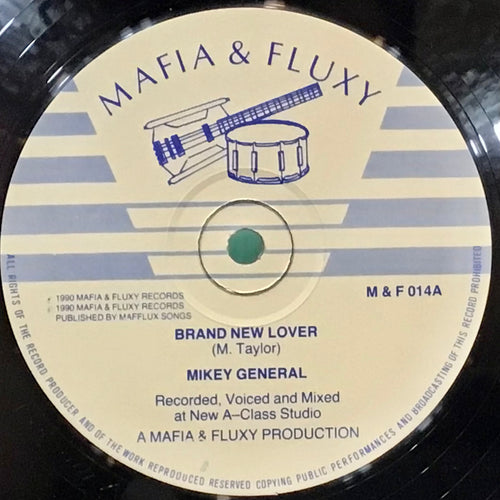 MAFIA & FLUXY
M & F 014A
℗ 1990 MAFIA & FLUXY RECORDS
© 1990 MAFIA & FLUXY RECORDS
PUBLISHED BY MAFFLUX SONGS
BRAND NEW LOVER
(M. Taylor)
MIKEY GENERAL
Recorded, Voiced and Mixed
at New A–Class Studio
A MAFIA & FLUXY PRODUCTION
ALL RIGHTS OF THE RECORD PRODUCER AND OF THE WORK REPRODUCED RESERVED COPYING PUBLIC PERFORMANCES AND BROADCASTING OF THIS RECORD PROHIBITED